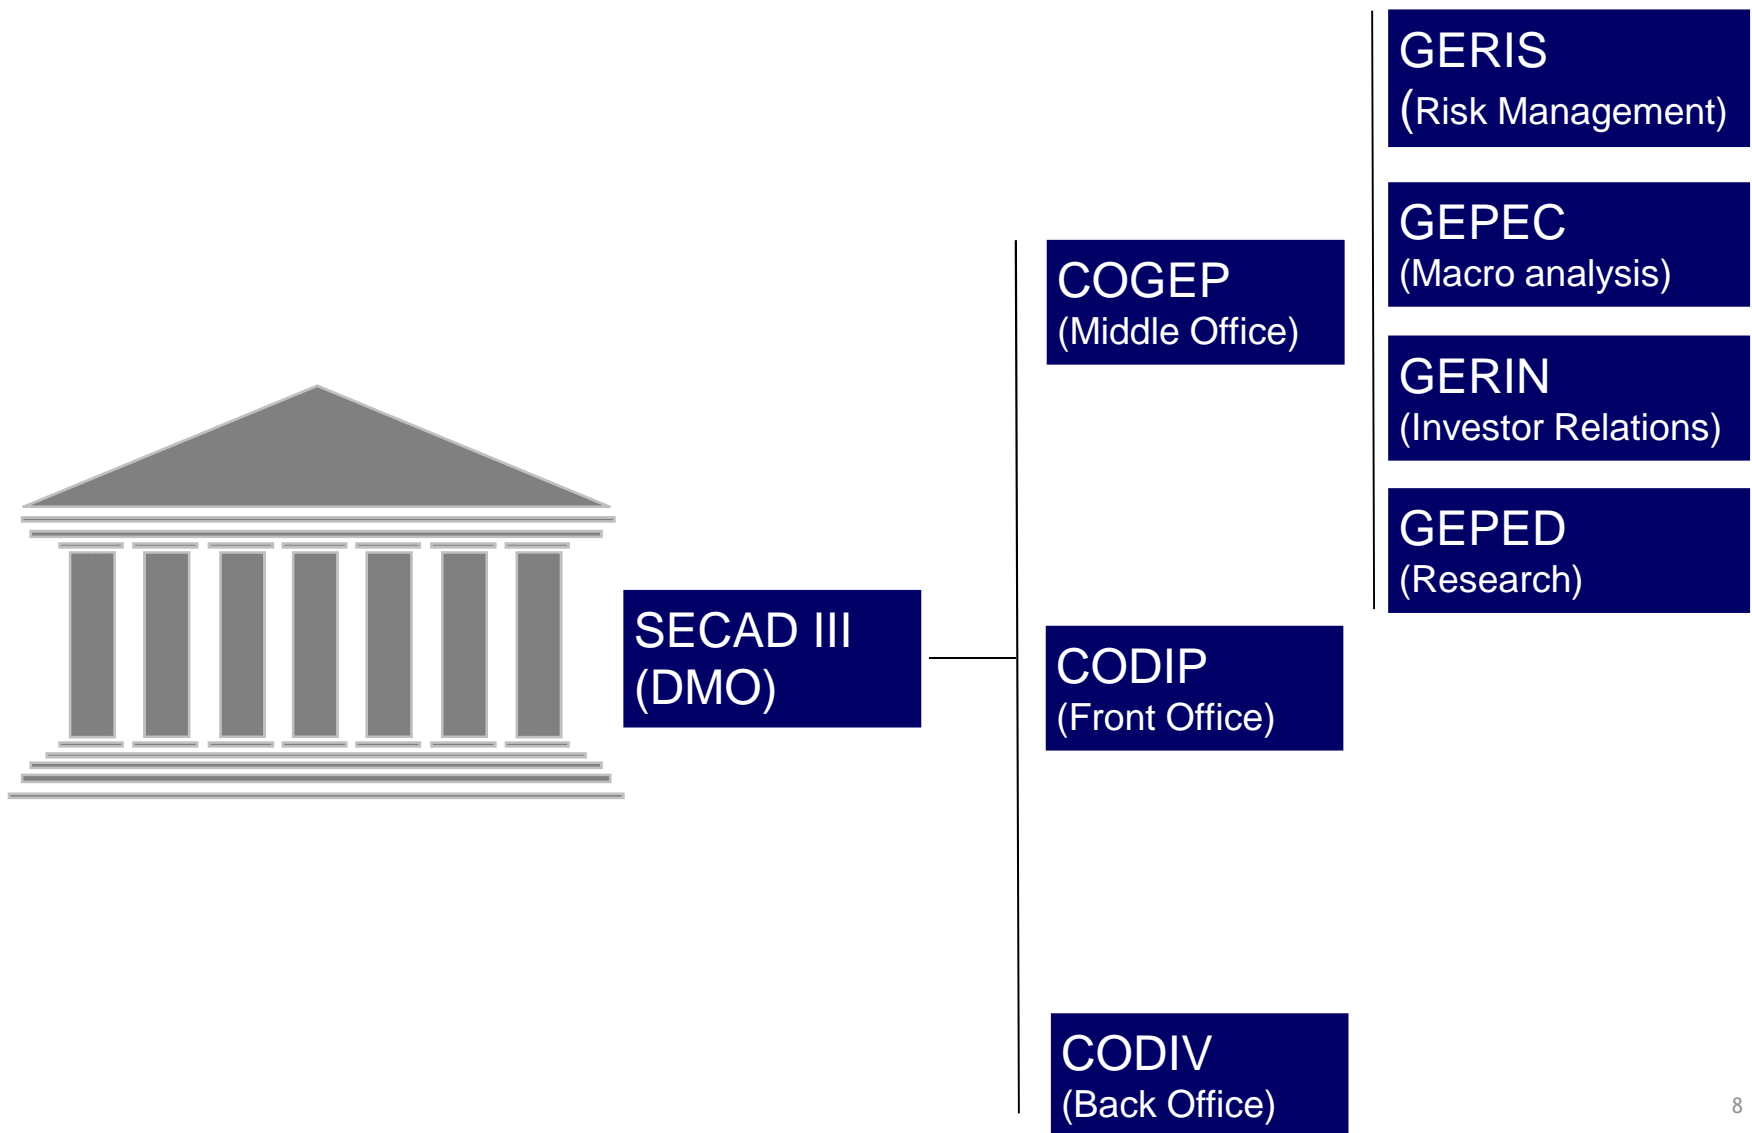 GERIS
(Risk Management)
GEPEC
(Macro analysis)
COGEP
(Middle Office)
GERIN
(Investor Relations)
GEPED
(Research)
SECAD III
(DMO)
CODIP
(Front Office)
CODIV
(Back Office)
8